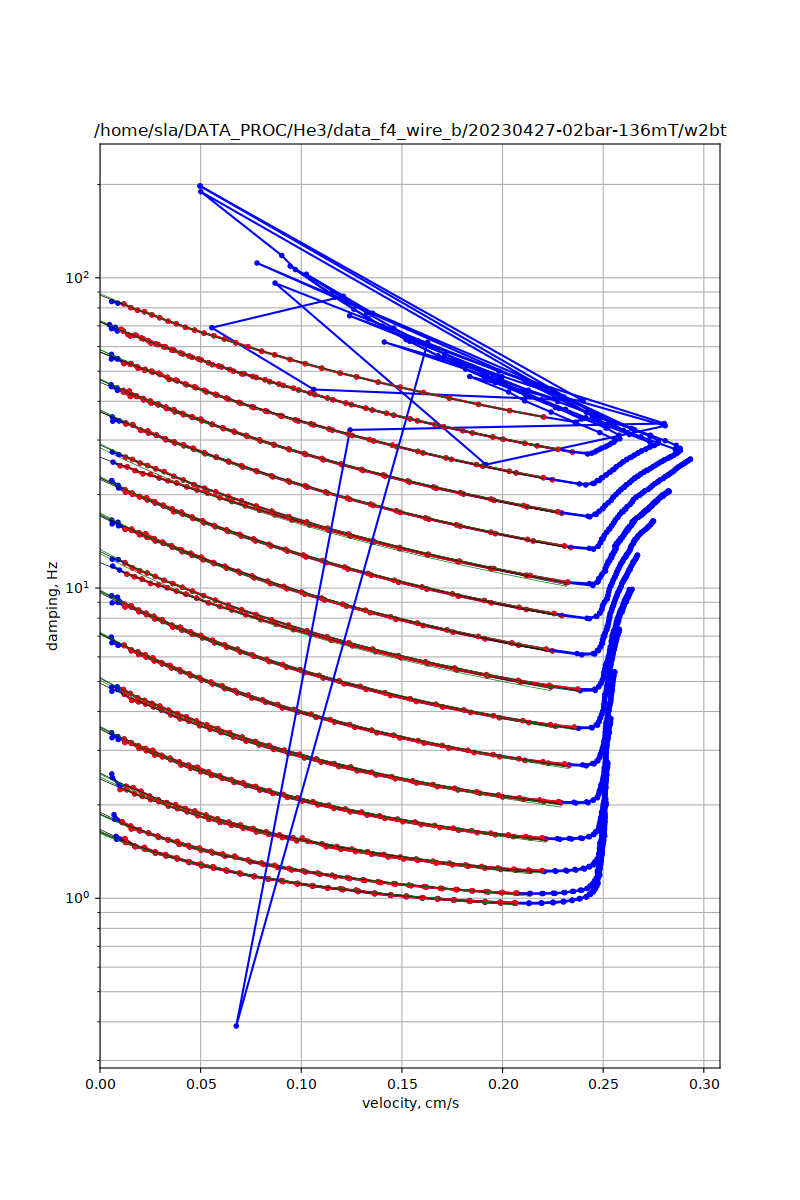 /home/sla/DATA_PROC/He3/data_f4_wire_b/20230427-02bar-136mT/w2bt
10²
10¹
10⁰
damping, Hz
0.00 0.05 0.10 0.15 0.20 0.25 0.30
velocity, cm/s